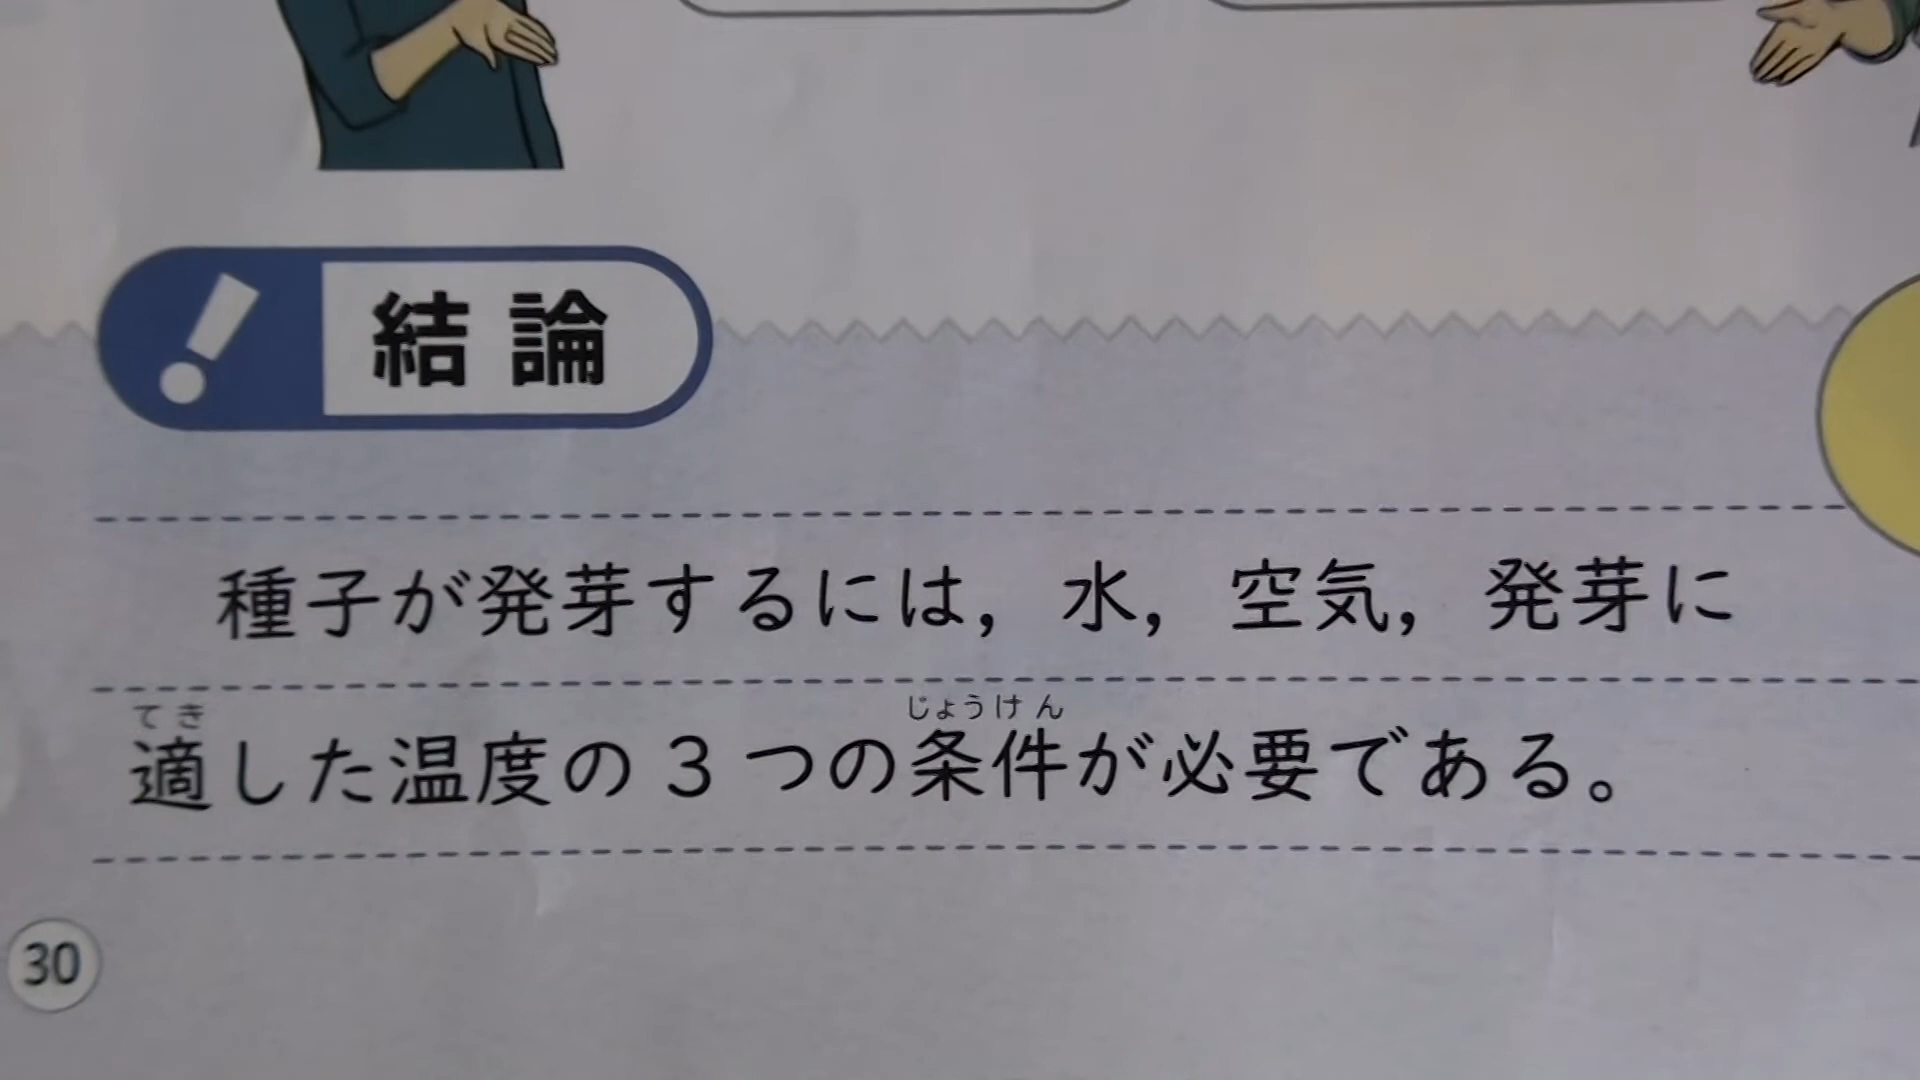 結論
種子が発芽するには，水，空気，発芽に
てき じょうけん
適した温度の3つの条件が必要である。
30